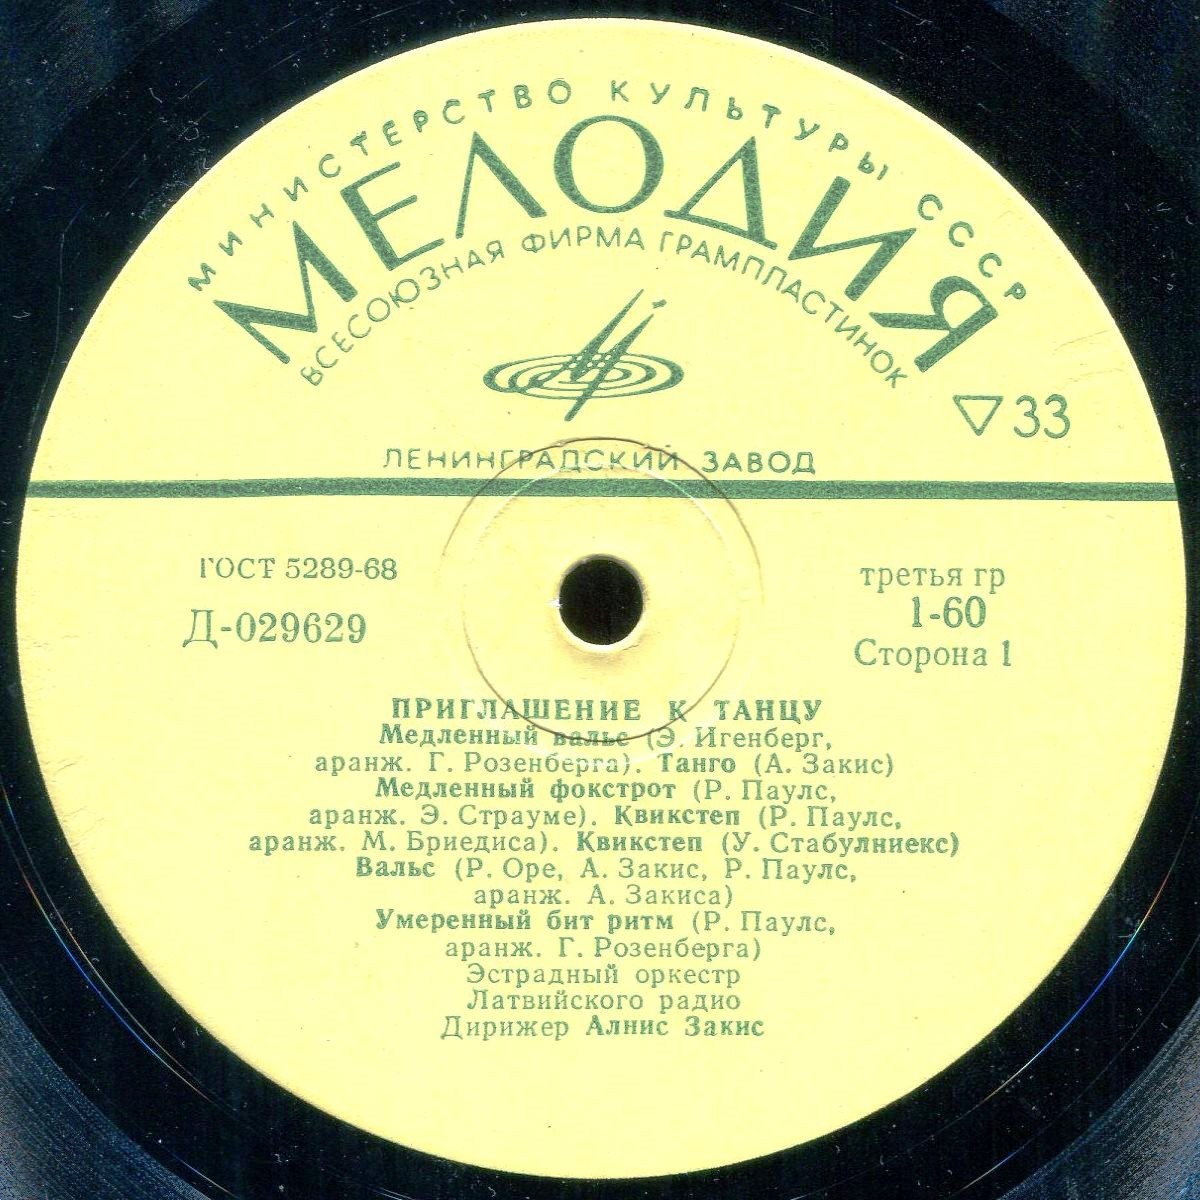 МИНИСТЕРСТВО КУЛЬТУРЫ СССР
МЕЛОДИЯ
ВСЕСОЮЗНАЯ ФИРМА ГРАМПЛАСТИНОК
▽33
ЛЕНИНГРАДСКИЙ ЗАВОД
ГОСТ 5289-68
Д-029629
третья гр
1-60
Сторона 1
ПРИГЛАШЕНИЕ К ТАНЦУ
Медленный вальс (Э. Игенберг,
аранж. Г. Розенберга). Танго (А. Закис)
Медленный фокстрот (Р. Паулс,
аранж. Э. Страуме). Квикстеп (Р. Паулс,
аранж. М. Бриедиса). Квикстеп (У. Стабулниекс)
Вальс (Р. Оре, А. Закис, Р. Паулс,
аранж. А. Закиса)
Умеренный бит ритм (Р. Паулс,
аранж. Г. Розенберга)
Эстрадный оркестр
Латвийского радио
Дирижер Алнис Закис